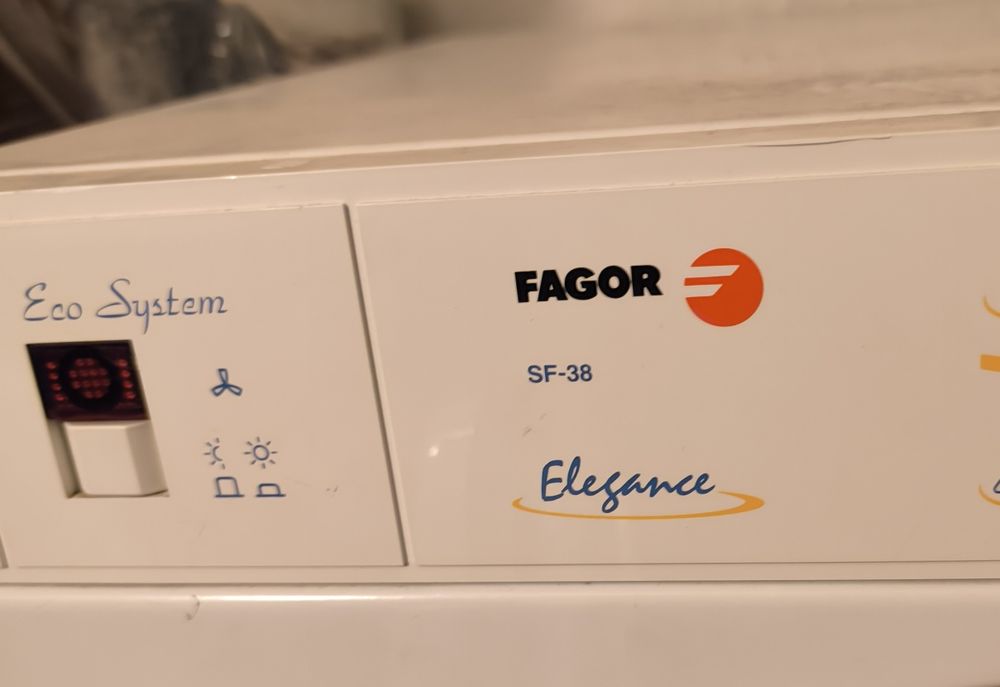 Eco System
FAGOR
SF-38
Elegance